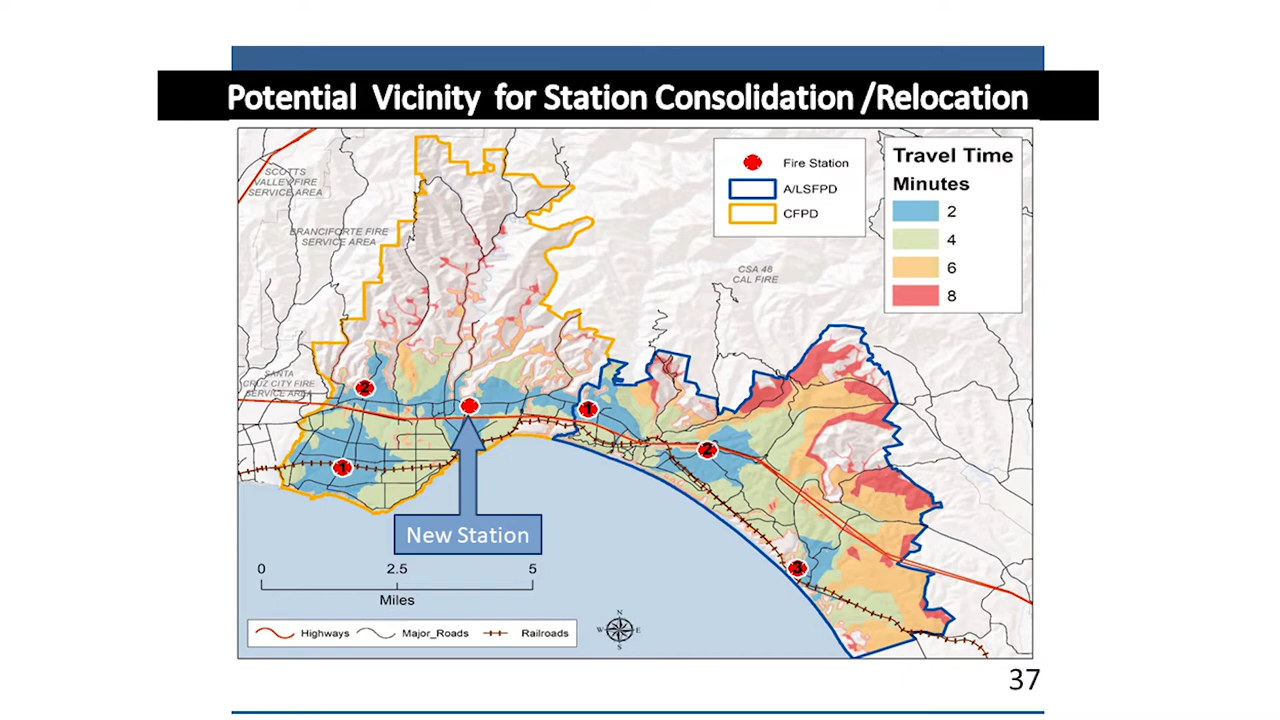 Potential Vicinity for Station Consolidation /Relocation
SCOTTS
VALLEY FIRE
SERVICE AREA
BRANCIFORTE FIRE
SERVICE AREA
SANTA
CRUZ CITY FIRE
SERVICE AREA
CSA 48
CAL FIRE
Fire Station
A/LSFPD
CFPD
Travel Time
Minutes
2
4
6
8
2
1
1
2
3
New Station
0 2.5 5
Miles
Highways Major_Roads Railroads
N
W E
S
37